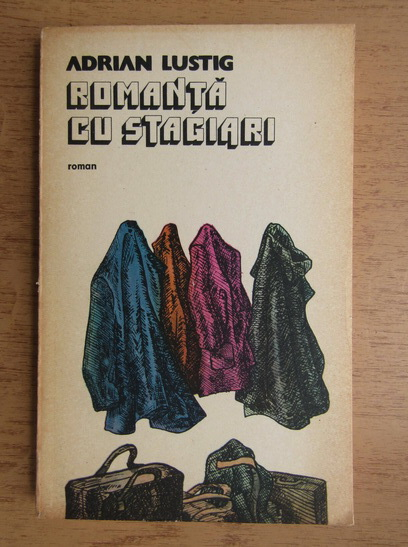 ADRIAN LUSTIG
ROMANȚĂ
CU STAGIARI
roman